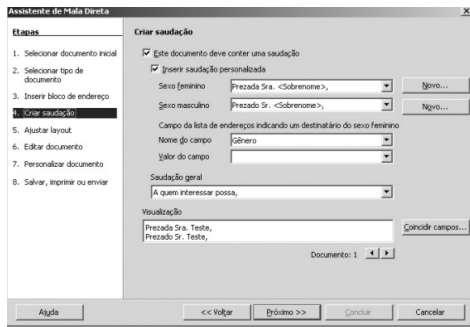 Assistente de Mala Direta
Etapas
1. Selecionar documento inicial
2. Selecionar tipo de
documento
3. Inserir bloco de endereço
4. Criar saudação
5. Ajustar layout
6. Editar documento
7. Personalizar documento
8. Salvar, imprimir ou enviar
Criar saudação
Este documento deve conter uma saudação
Inserir saudação personalizada
Sexo feminino Prezada Sra. <Sobrenome>, Novo...
Sexo masculino Prezado Sr. <Sobrenome>, Novo...
Campo da lista de endereços indicando um destinatário do sexo feminino
Nome do campo Gênero
Valor do campo
Saudação geral
A quem interessar possa,
Visualização
Prezada Sra. Teste,
Prezado Sr. Teste,
Coincidir campos...
Documento: 1
Ajuda << Voltar Próximo >> Concluir Cancelar